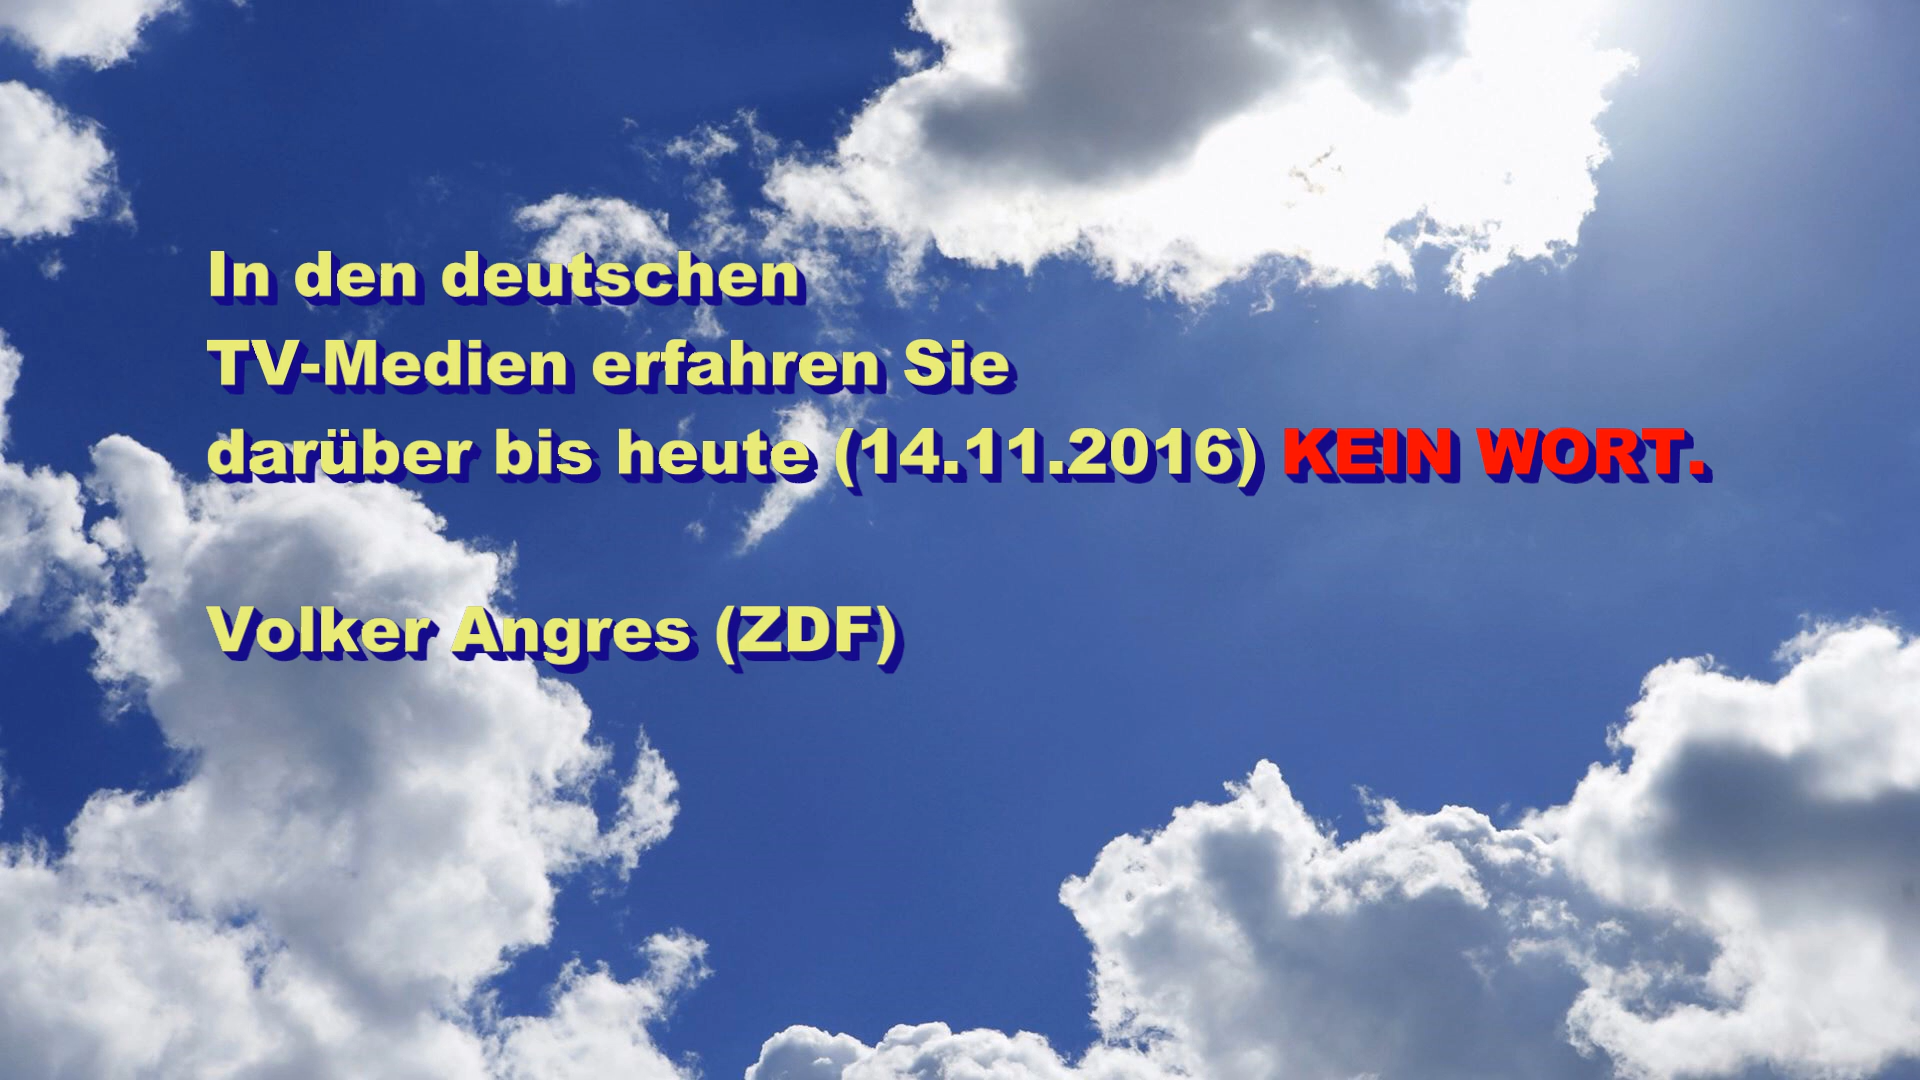 In den deutschen
TV-Medien erfahren Sie
darüber bis heute (14.11.2016) KEIN WORT.
Volker Angres (ZDF)